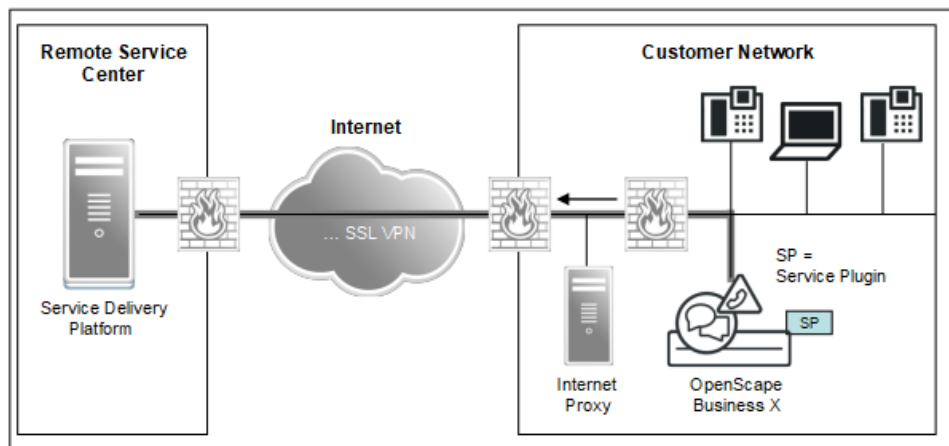 Remote Service
Center
Customer Network
Internet
... SSL VPN
SP =
Service Plugin
Service Delivery
Platform
SP
Internet
Proxy
OpenScape
Business X